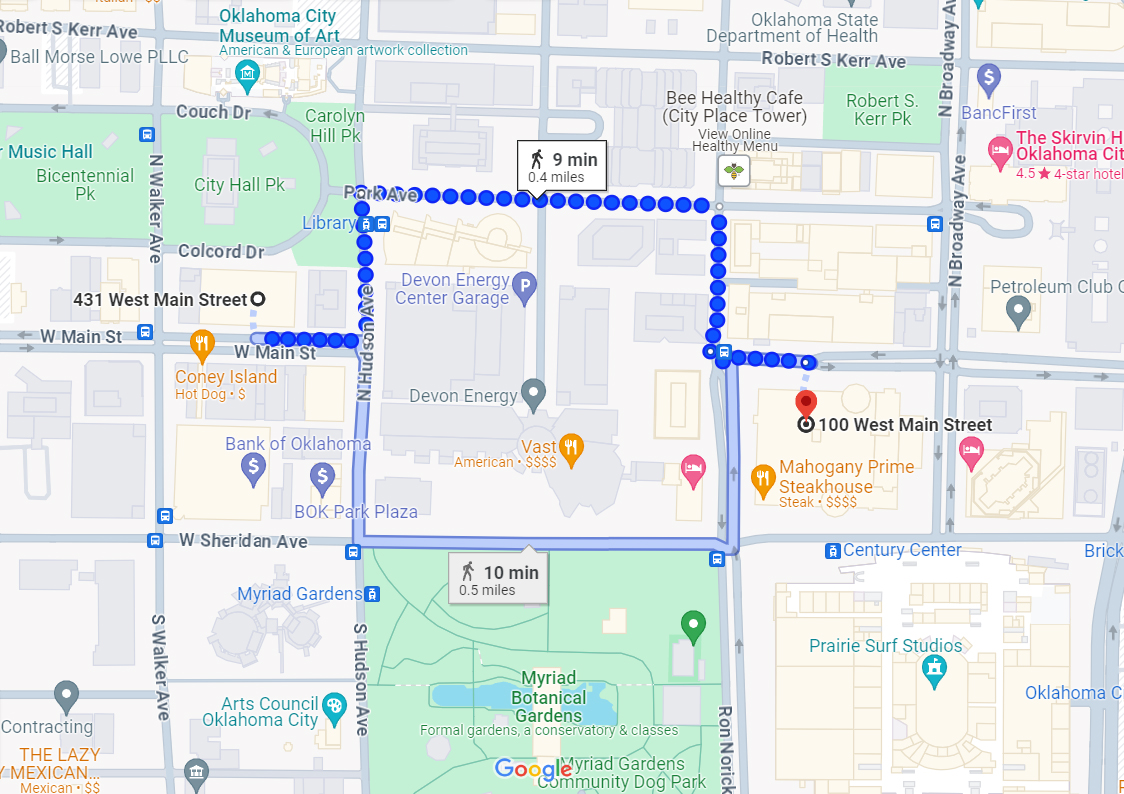 Italian • $$
Oklahoma City
Museum of Art
American & European artwork collection
Oklahoma State
Department of Health
Robert S Kerr Ave
Robert S Kerr Ave
Ball Morse Lowe PLLC
N Broadway Av
BancFirst
Couch Dr
Carolyn
Hill Pk
Bee Healthy Cafe
(City Place Tower)
View Online
Healthy Menu
Robert S.
Kerr Pk
The Skirvin H
Oklahoma City
4.5★ 4-star hotel
r Music Hall
Bicentennial
Pk
City Hall Pk
N Walker Ave
9 min
0.4 miles
Park Ave
N Broadway Ave
Library
Colcord Dr
Devon Energy
Center Garage
P
431 West Main Street
Petroleum Club O
W Main St
W Main St
N Hudson Ave
Coney Island
Hot Dog • $
Devon Energy
100 West Main Street
Bank of Oklahoma
Vast
American • $$$$
Mahogany Prime
Steakhouse
Steak • $$$$
BOK Park Plaza
W Sheridan Ave
Century Center
Brick
10 min
0.5 miles
Myriad Gardens
S Walker Ave
S Hudson Ave
Prairie Surf Studios
Myriad
Botanical
Gardens
Formal gardens, a conservatory & classes
Arts Council
Oklahoma City
Oklahoma C
Contracting
Ron Norick
THE LAZY
Y MEXICAN...
Mexican • $$
Google
Myriad Gardens
Community Dog Park